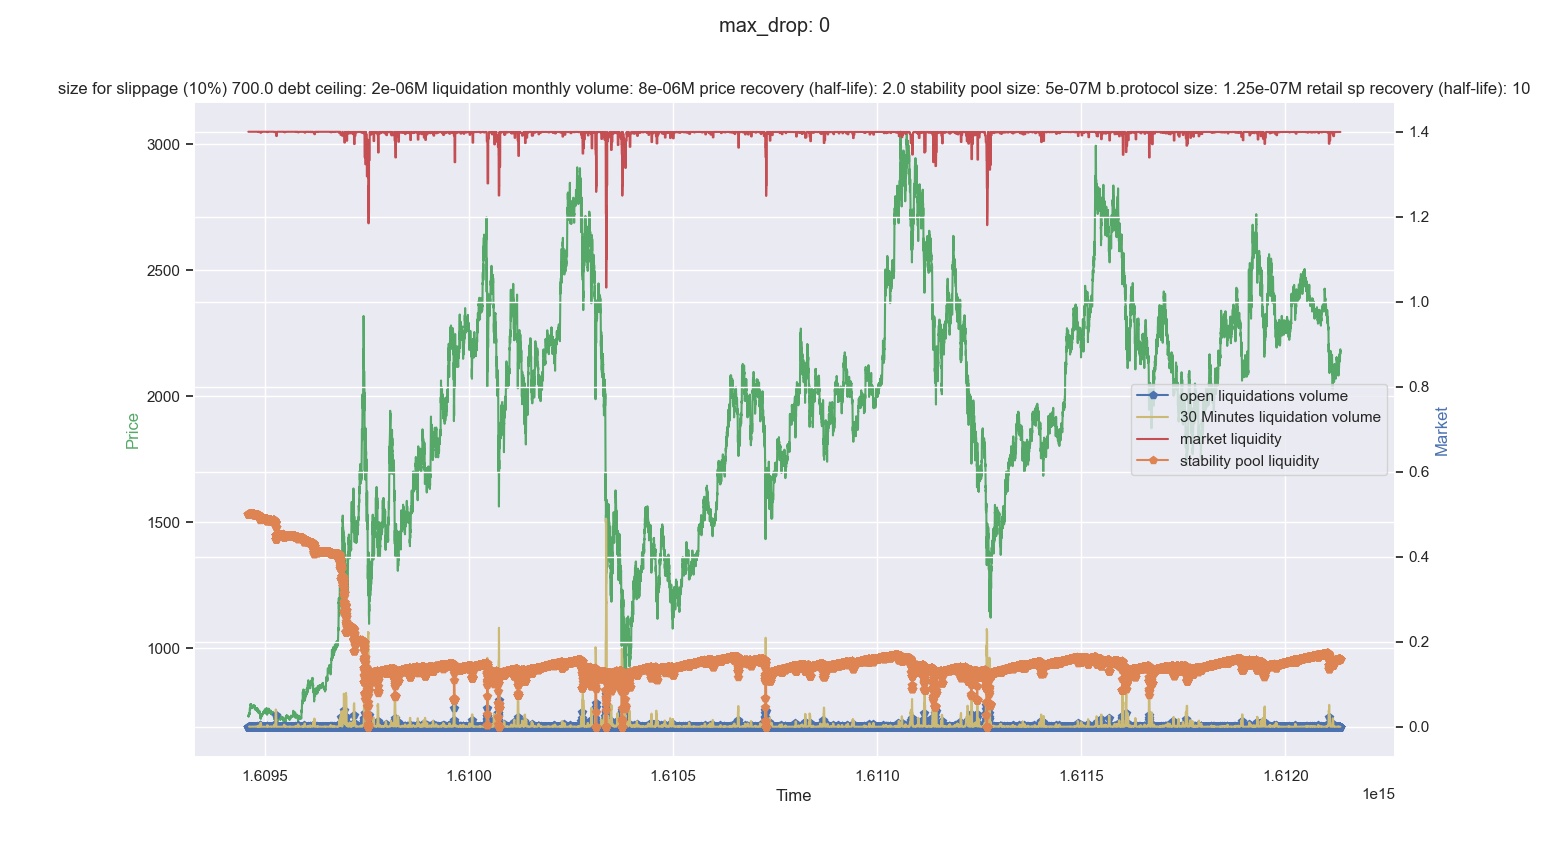 max_drop: 0
size for slippage (10%) 700.0 debt ceiling: 2e-06M liquidation monthly volume: 8e-06M price recovery (half-life): 2.0 stability pool size: 5e-07M b.protocol size: 1.25e-07M retail sp recovery (half-life): 10
3000
2500
2000
1500
1000
Price
1.4
1.2
1.0
0.8
0.6
0.4
0.2
0.0
Market
open liquidations volume
30 Minutes liquidation volume
market liquidity
stability pool liquidity
1.6095 1.6100 1.6105 1.6110 1.6115 1.6120
1e15
Time